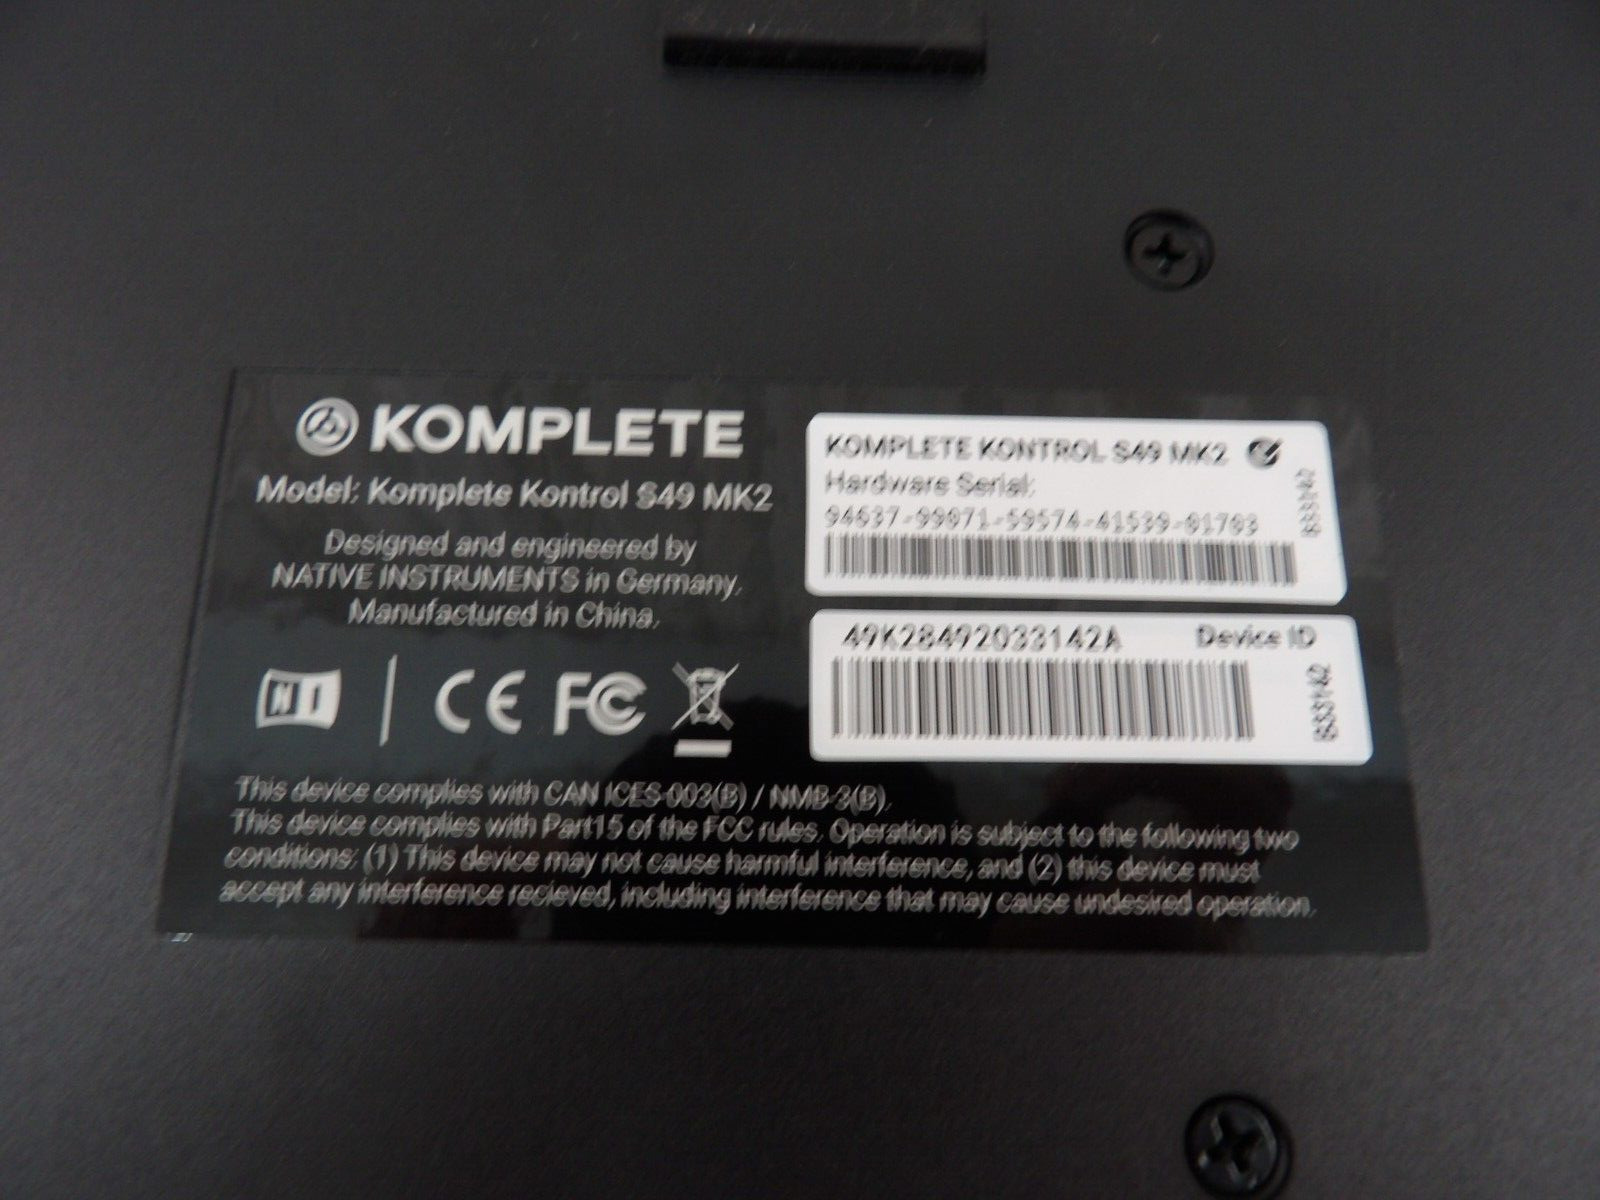 KOMPLETE
Model: Komplete Kontrol S49 MK2
Designed and engineered by
NATIVE INSTRUMENTS in Germany.
Manufactured in China.
NI
CE FC
KOMPLETE KONTROL S49 MK2
Hardware Serial:
94637-99071-59574-41539-01703
49K28492033142A Device ID
This device complies with CAN ICES-003(B) / NMB-3(B).
This device complies with Part15 of the FCC rules. Operation is subject to the following two
conditions: (1) This device may not cause harmful interference, and (2) this device must
accept any interference recieved, including interference that may cause undesired operation.